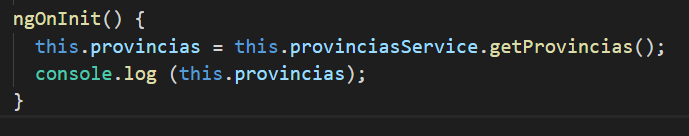 ngOnInit() {
this.provincias = this.provinciasService.getProvincias();
console.log (this.provincias);
}